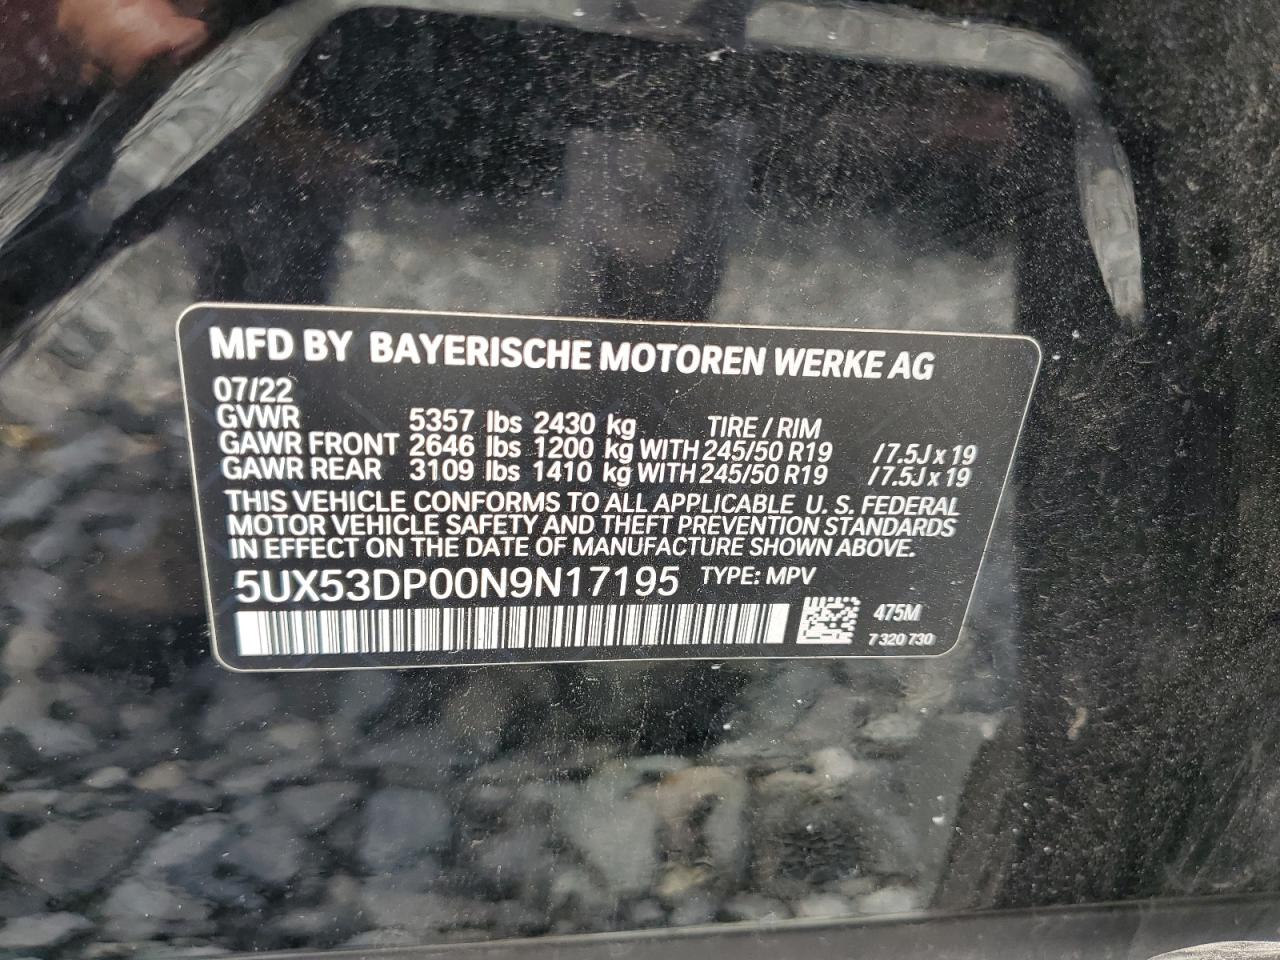 MFD BY BAYERISCHE MOTOREN WERKE AG
07/22
GVWR 5357 lbs 2430 kg TIRE / RIM
GAWR FRONT 2646 lbs 1200 kg WITH 245/50 R19 / 7.5J x 19
GAWR REAR 3109 lbs 1410 kg WITH 245/50 R19 / 7.5J x 19
THIS VEHICLE CONFORMS TO ALL APPLICABLE U. S. FEDERAL
MOTOR VEHICLE SAFETY AND THEFT PREVENTION STANDARDS
IN EFFECT ON THE DATE OF MANUFACTURE SHOWN ABOVE.
5UX53DP00N9N17195 TYPE: MPV
475M
7 320 730